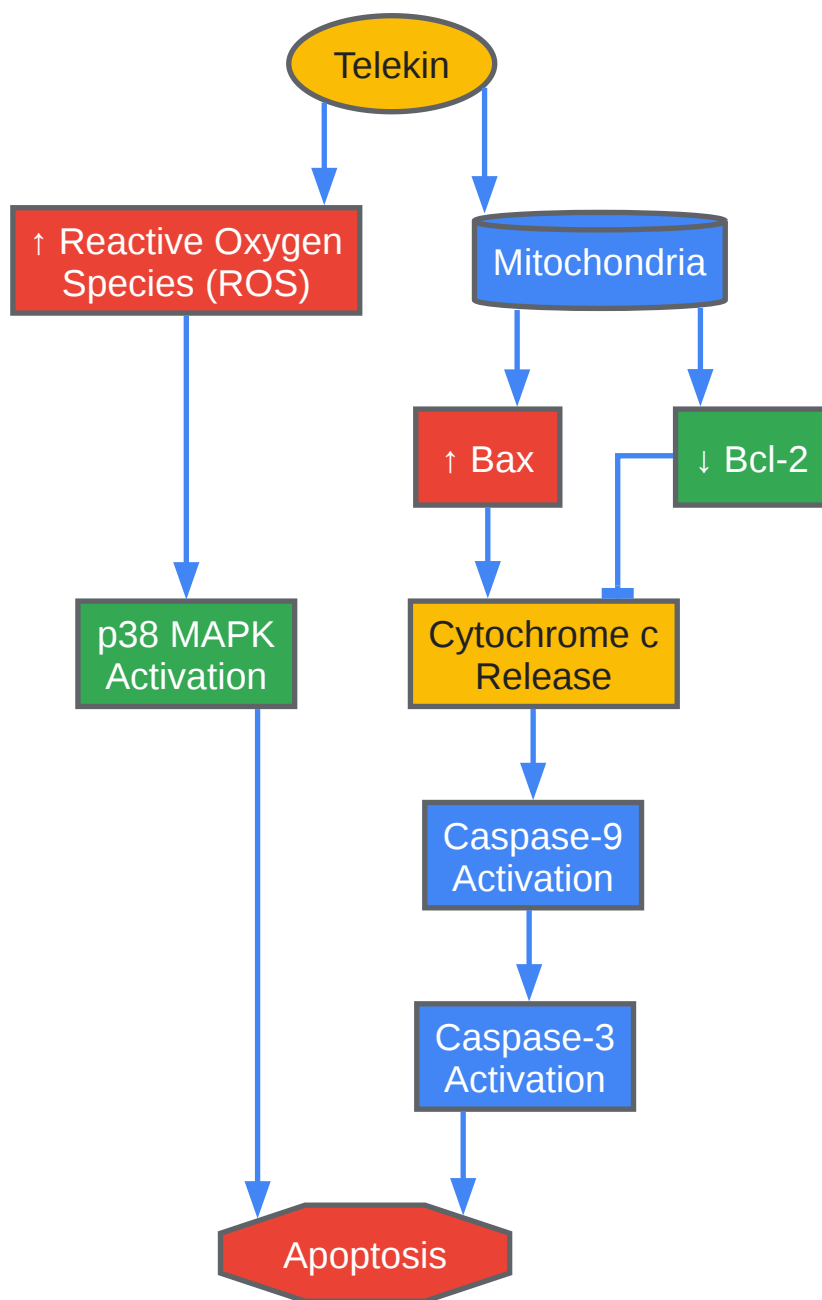 Telekin
↑ Reactive Oxygen
Species (ROS)
Mitochondria
↑ Bax
↓ Bcl-2
p38 MAPK
Activation
Cytochrome c
Release
Caspase-9
Activation
Caspase-3
Activation
Apoptosis